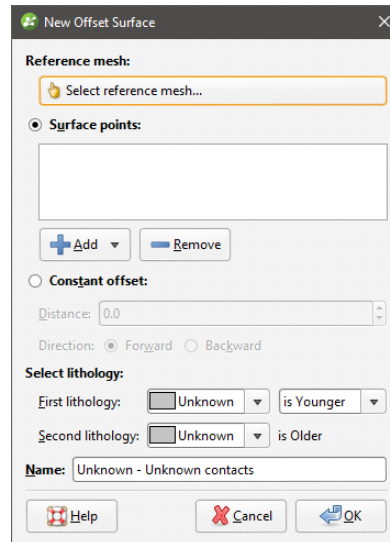 New Offset Surface
Reference mesh:
Select reference mesh...
Surface points:
Add
Remove
Constant offset:
Distance: 0.0
Direction: Forward Backward
Select lithology:
First lithology: Unknown is Younger
Second lithology: Unknown is Older
Name: Unknown - Unknown contacts
Help Cancel OK